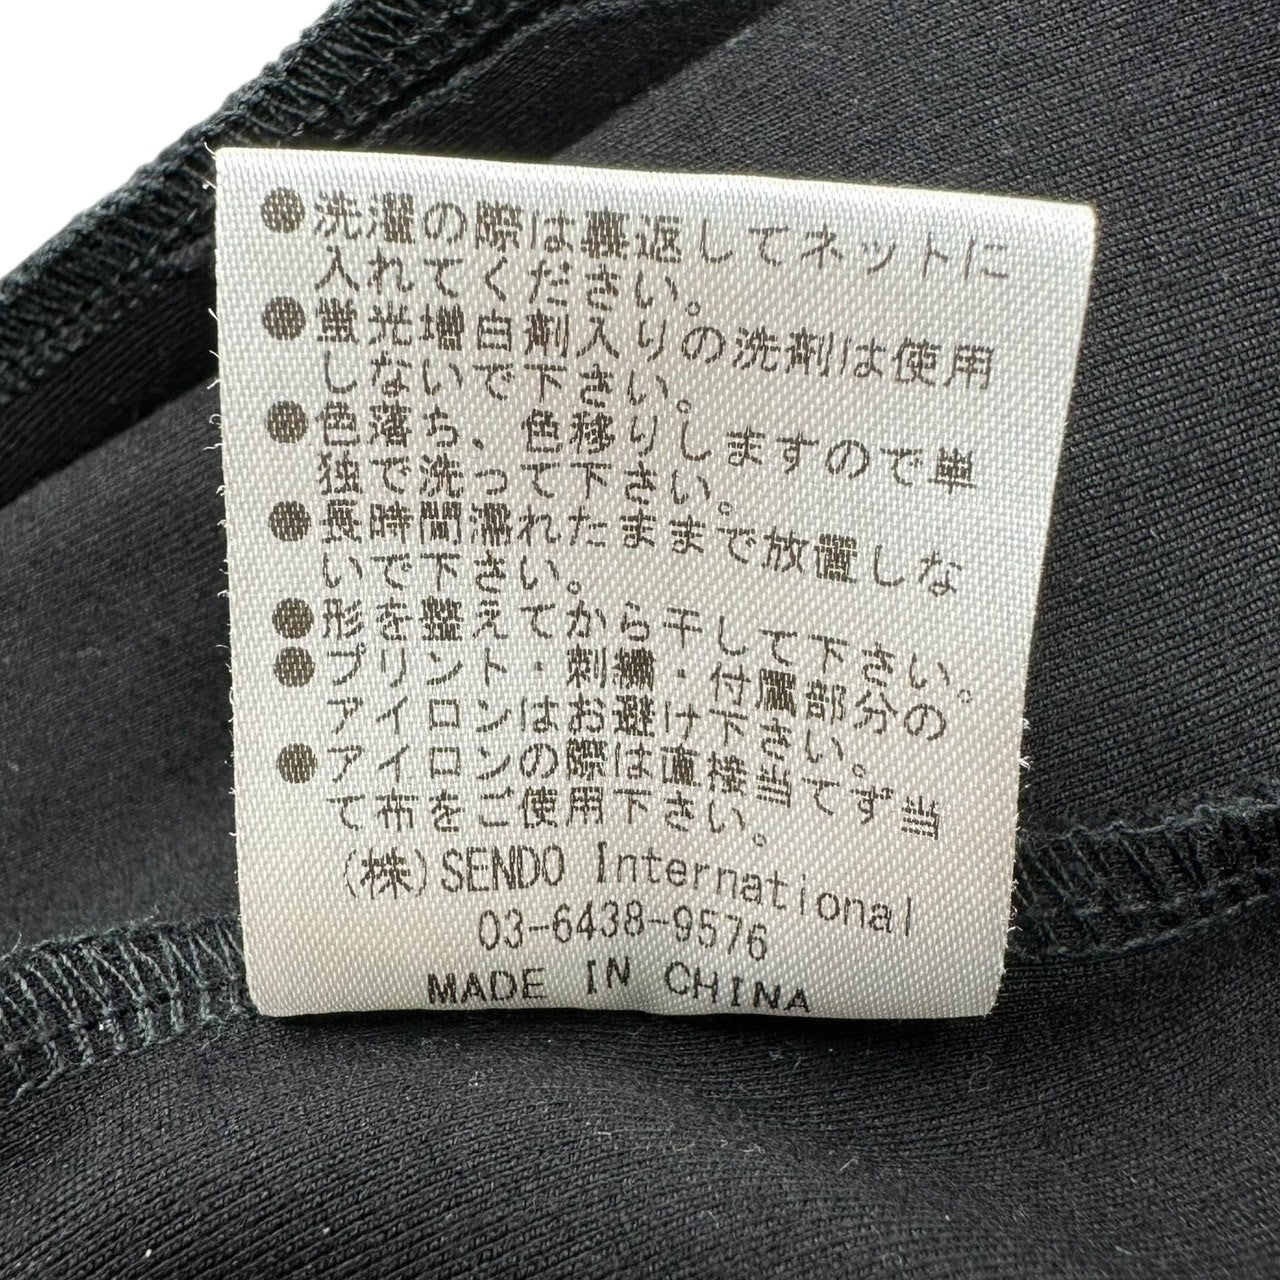 ●洗濯の際は裏返してネットに
入れてください。
●蛍光増白剤入りの洗剤は使用
しないで下さい。
●色落ち、色移りしますので単
独で洗って下さい。
●長時間濡れたままで放置しな
いで下さい。
●形を整えてから干して下さい。
●プリント・刺繍・付属部分の
アイロンはお避け下さい。
●アイロンの際は直接当てず当
て布をご使用下さい。
(株)SENDO International
03-6438-9576
MADE IN CHINA